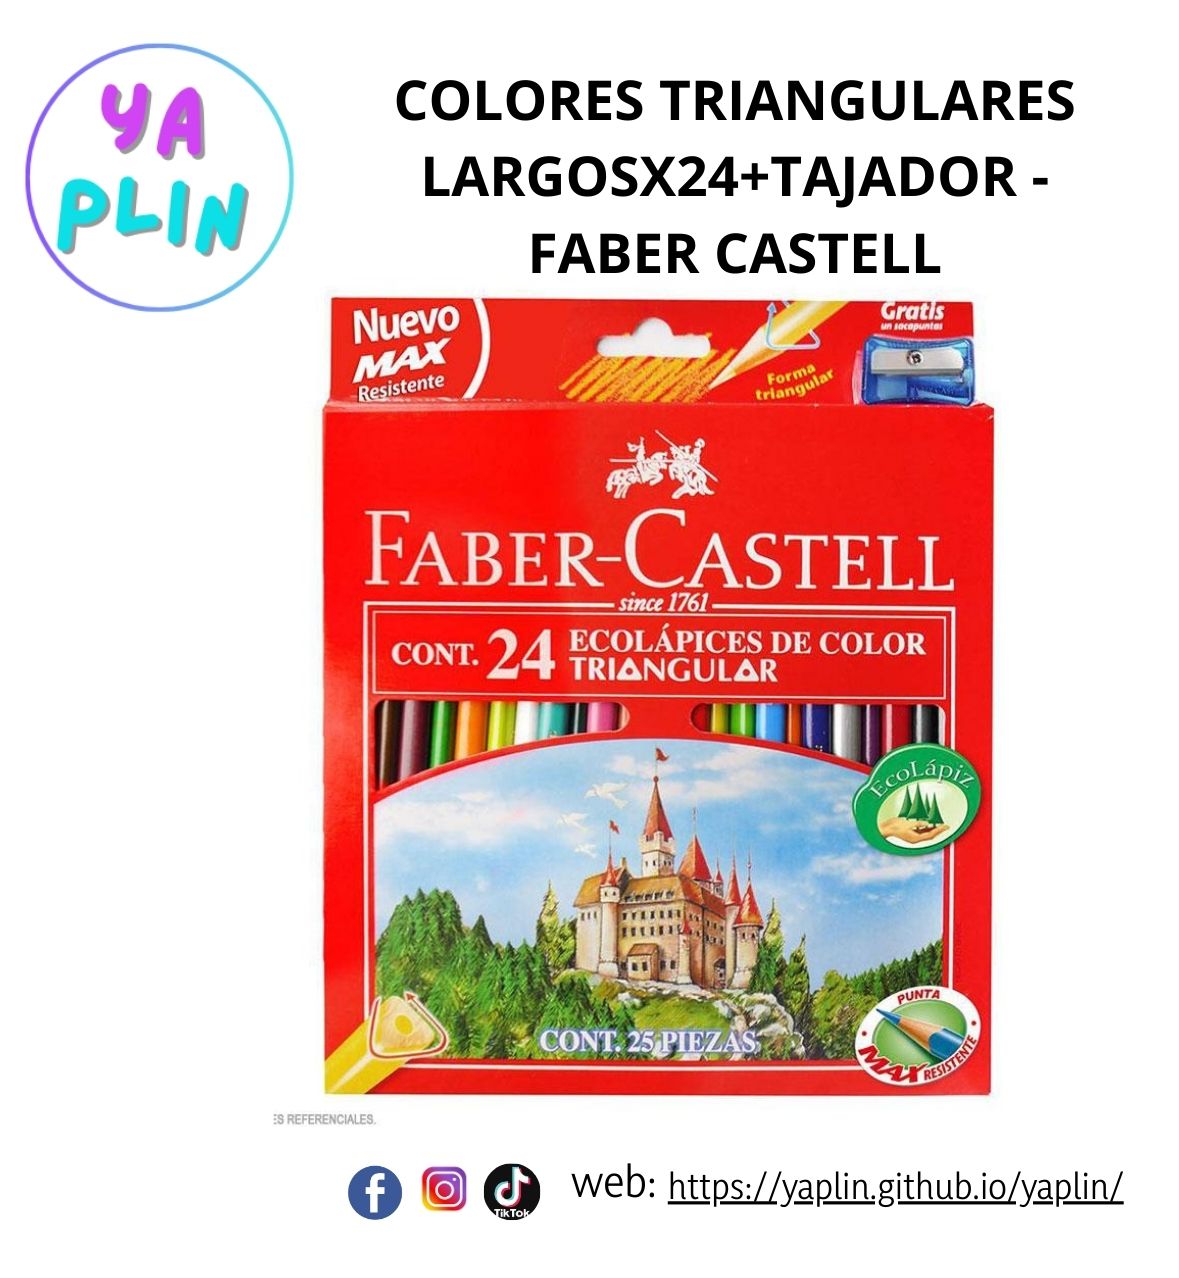 YA
PLIN
COLORES TRIANGULARES
LARGOSX24+TAJADOR -
FABER CASTELL
Nuevo
MAX
Resistente
Forma
triangular
Gratis
un sacapuntas
FABER-CASTELL
since 1761
CONT. 24 ECOLÁPICES DE COLOR
TRIANGULAR
EcoLápiz
CONT. 25 PIEZAS
PUNTA
MAX RESISTENTE
ES REFERENCIALES.
TikTok
web: https://yaplin.github.io/yaplin/